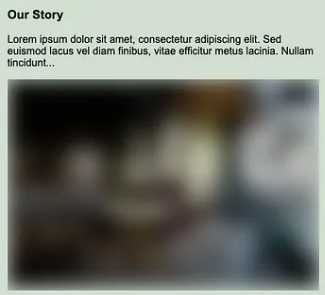 Our Story
Lorem ipsum dolor sit amet, consectetur adipiscing elit. Sed
euismod lacus vel diam finibus, vitae efficitur metus lacinia. Nullam
tincidunt...